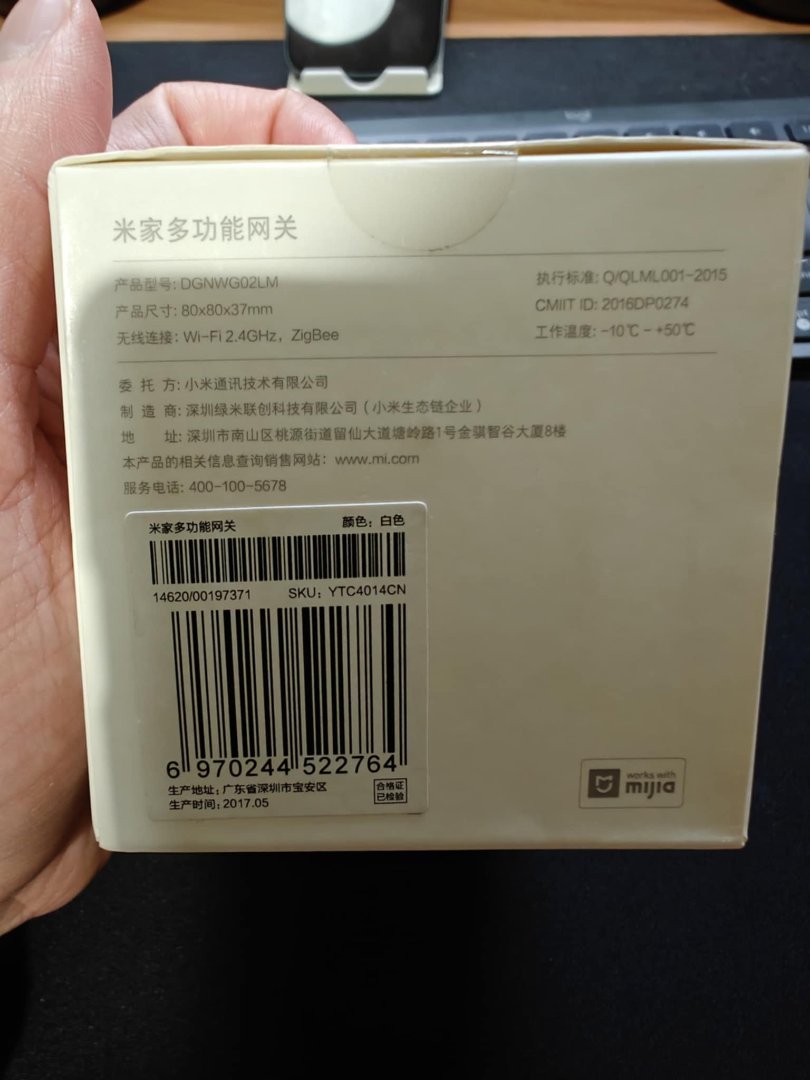 米家多功能网关
产品型号: DGNWG02LM
执行标准: Q/QLML001-2015
产品尺寸: 80x80x37mm
CMIIT ID: 2016DP0274
无线连接: Wi-Fi 2.4GHz, ZigBee
工作温度: -10℃ - +50℃
委 托 方: 小米通讯技术有限公司
制 造 商: 深圳绿米联创科技有限公司（小米生态链企业）
地 址: 深圳市南山区桃源街道留仙大道塘岭路1号金骐智谷大厦8楼
本产品的相关信息查询销售网站: www.mi.com
服务电话: 400-100-5678
米家多功能网关 颜色: 白色
14620/00197371 SKU: YTC4014CN
6 970244 522764
生产地址: 广东省深圳市宝安区
生产时间: 2017.05
合格证
已检验
works with
mijia